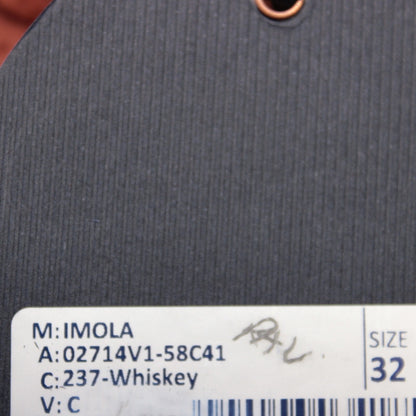 M: IMOLA
A: 02714V1-58C41
C: 237-Whiskey
V: C
SIZE
32